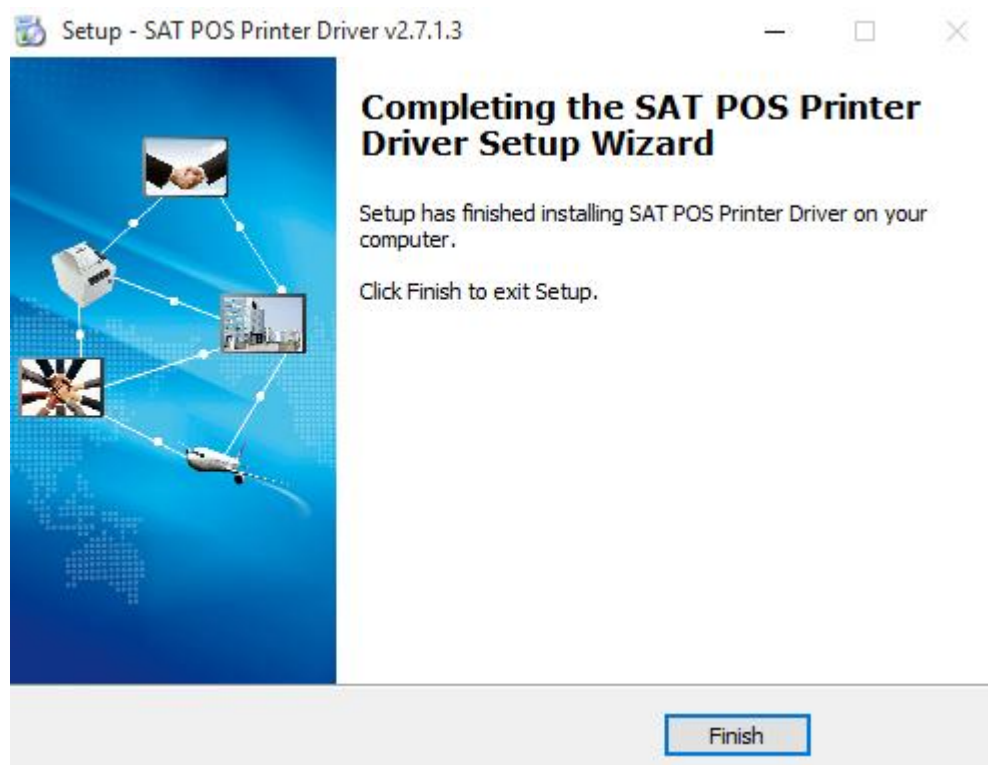 Setup - SAT POS Printer Driver v2.7.1.3
Completing the SAT POS Printer
Driver Setup Wizard
Setup has finished installing SAT POS Printer Driver on your
computer.
Click Finish to exit Setup.
Finish